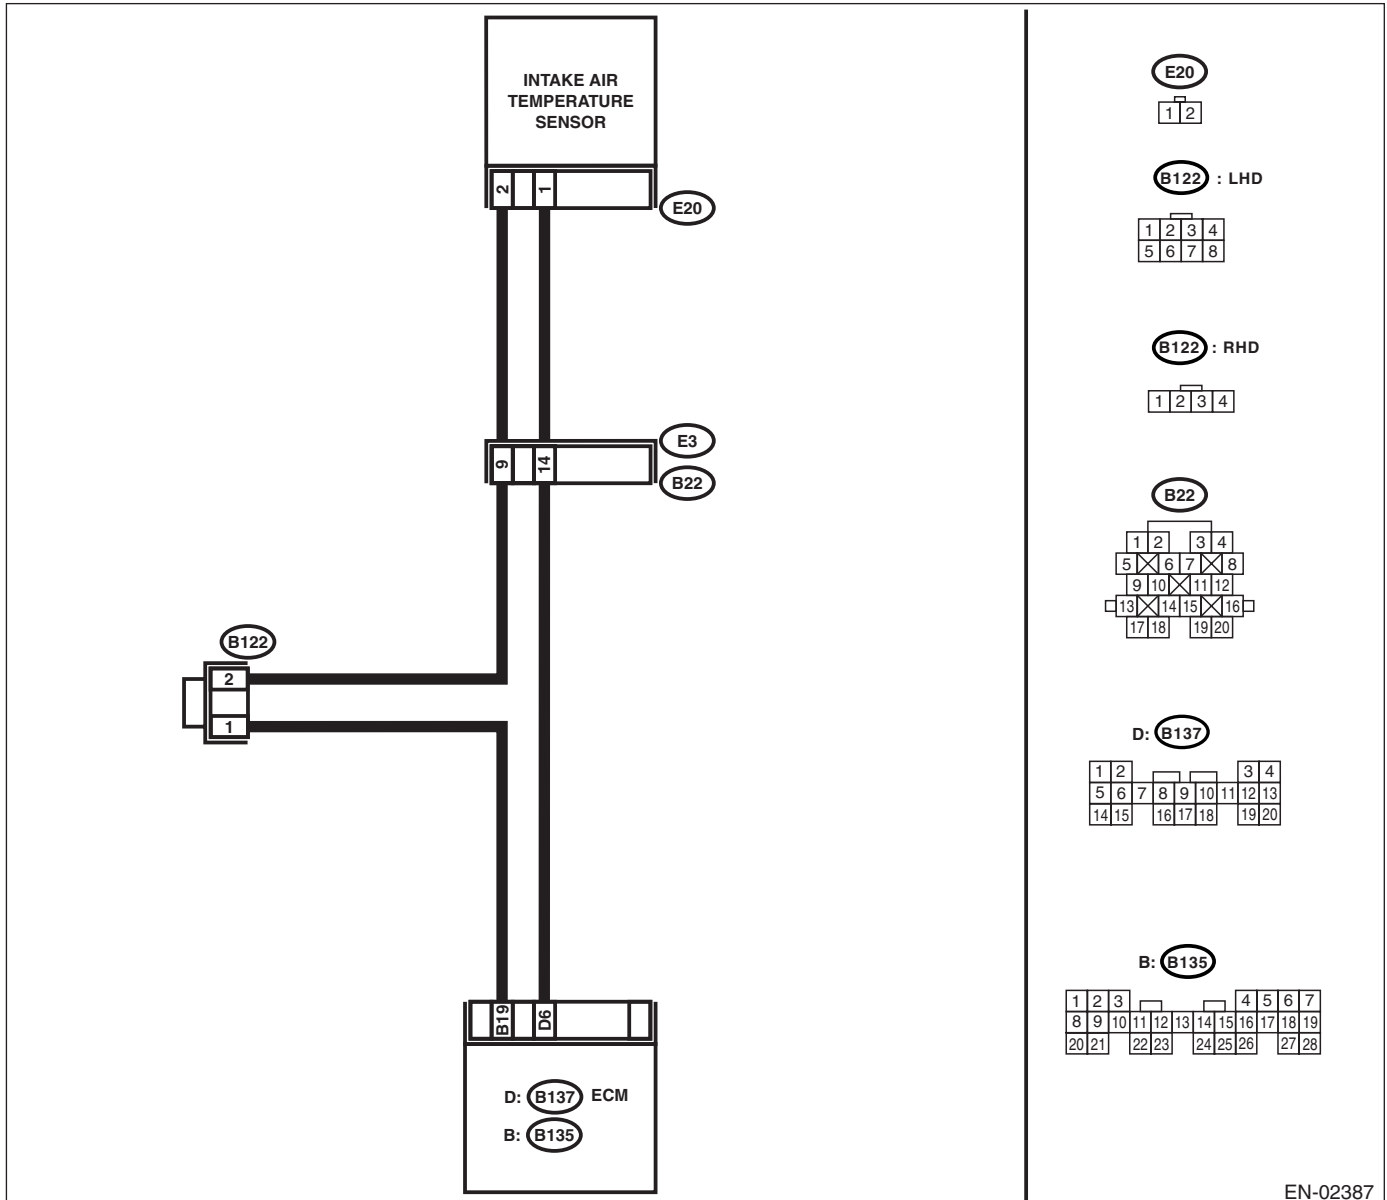 INTAKE AIR
TEMPERATURE
SENSOR
2 1
E20
9 14
E3
B22
B122
2
1
B19 D6
D: B137 ECM
B: B135
E20
1 2
B122 : LHD
1 2 3 4
5 6 7 8
B122 : RHD
1 2 3 4
B22
1 2 3 4
5 6 7 8
9 10 11 12
13 14 15 16
17 18 19 20
D: B137
1 2 3 4
5 6 7 8 9 10 11 12 13
14 15 16 17 18 19 20
B: B135
1 2 3 4 5 6 7
8 9 10 11 12 13 14 15 16 17 18 19
20 21 22 23 24 25 26 27 28
EN-02387